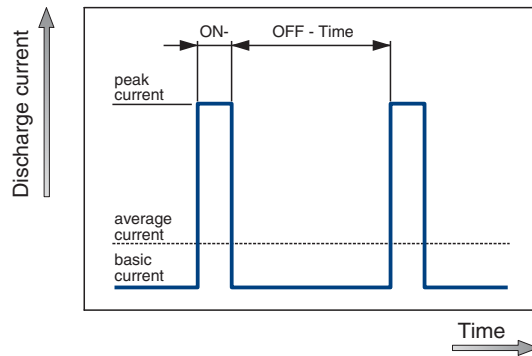 Discharge current
ON-
OFF - Time
peak
current
average
current
basic
current
Time